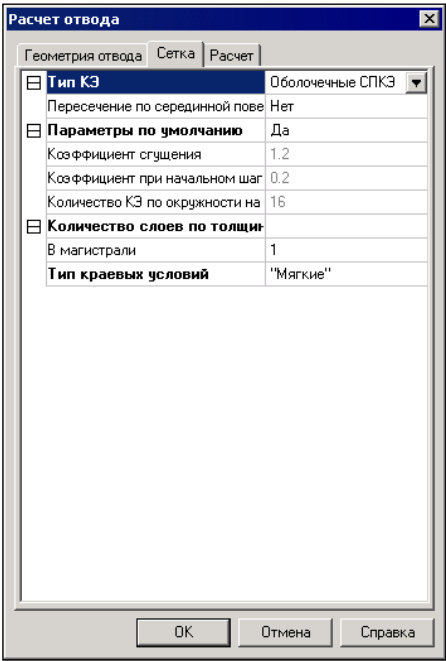 Расчет отвода
Геометрия отвода Сетка Расчет
Тип КЭ Оболочечные СПКЭ
Пересечение по серединной пове Нет
Параметры по умолчанию Да
Коэффициент сгущения 1.2
Коэффициент при начальном шаг 0.2
Количество КЭ по окружности на 16
Количество слоев по толщин
В магистрали 1
Тип краевых условий "Мягкие"
OK Отмена Справка